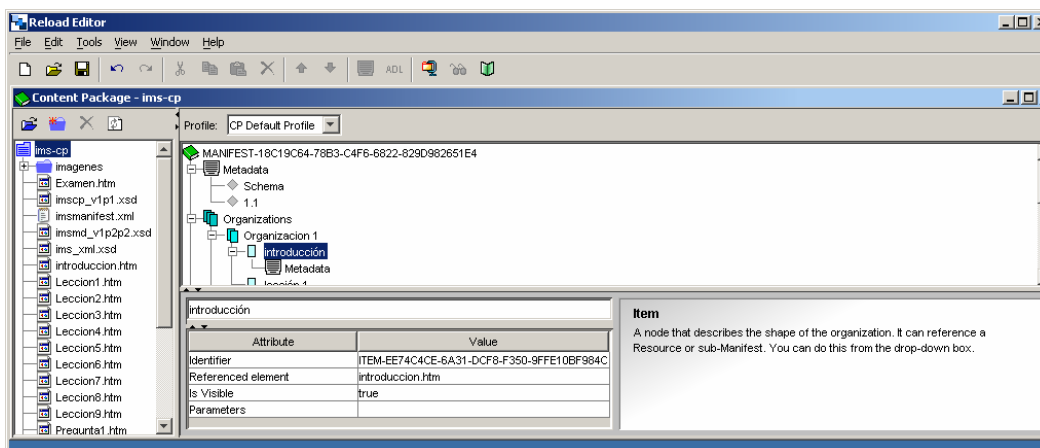 Reload Editor
File Edit Tools View Window Help
ADL
Content Package - ims-cp
Profile: CP Default Profile
ims-cp
imagenes
Examen.htm
imscp_v1p1.xsd
imsmanifest.xml
imsmd_v1p2p2.xsd
ims_xml.xsd
introduccion.htm
Leccion1.htm
Leccion2.htm
Leccion3.htm
Leccion4.htm
Leccion5.htm
Leccion6.htm
Leccion7.htm
Leccion8.htm
Leccion9.htm
Pregunta1.htm
MANIFEST-18C19C64-78B3-C4F6-6822-829D982651E4
Metadata
Schema
1.1
Organizations
Organizacion 1
introducción
Metadata
lección 1
introducción
Attribute Value
Identifier ITEM-EE74C4CE-6A31-DCF8-F350-9FFE10BF984C
Referenced element introduccion.htm
Is Visible true
Parameters
Item
A node that describes the shape of the organization. It can reference a
Resource or sub-Manifest. You can do this from the drop-down box.